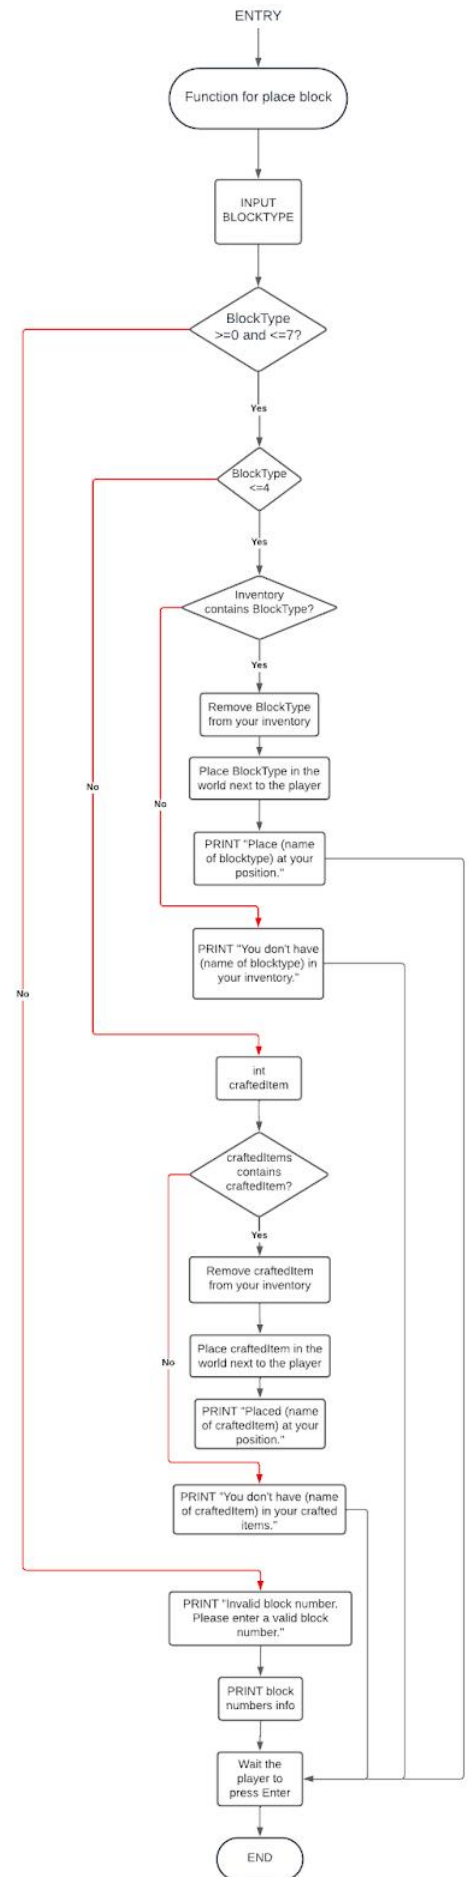 ENTRY
Function for place block
INPUT
BLOCKTYPE
BlockType
>=0 and <=7?
Yes
BlockType
<=4
Yes
Inventory
contains BlockType?
Yes
Remove BlockType
from your inventory
Place BlockType in the
world next to the player
No
No
PRINT "Place (name
of blocktype) at your
position."
PRINT "You don't have
(name of blocktype) in
your inventory."
No
int
craftedItem
craftedItems
contains
craftedItem?
Yes
Remove craftedItem
from your inventory
Place craftedItem in the
world next to the player
No
PRINT "Placed (name
of craftedItem) at your
position."
PRINT "You don't have (name
of craftedItem) in your crafted
items."
PRINT "Invalid block number.
Please enter a valid block
number."
PRINT block
numbers info
Wait the
player to
press Enter
END